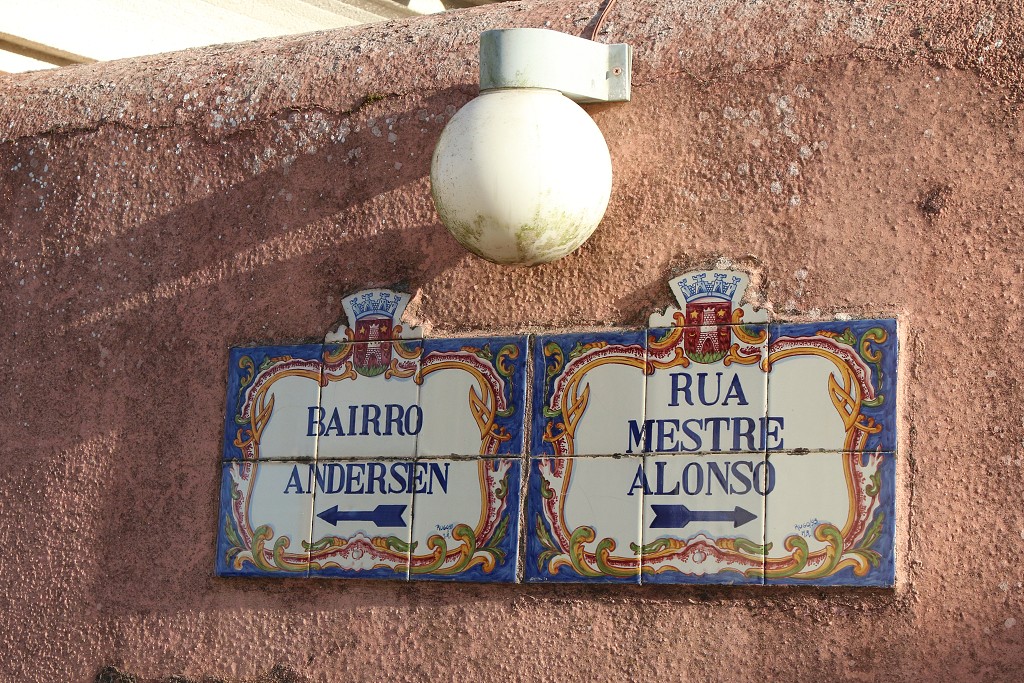 BAIRRO
ANDERSEN
RUA
MESTRE
ALONSO